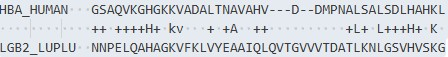 HBA_HUMAN GSAQVKGHGKKVADALTNAVAHV---D--DMPNALSALSDLHAHKL
++ ++++H+ kv + +A ++ +L+ L+++H+ K
LGB2_LUPLU NNPELQAHAGKVFKLVYEAAIQLQVTGVVVTDATLKNLGSVHVSKG